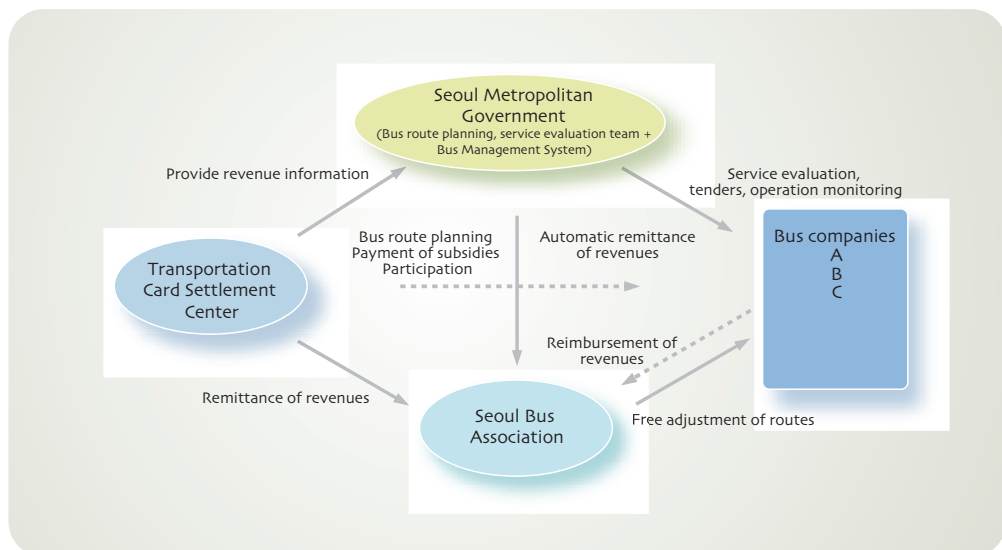 Seoul Metropolitan
Government
(Bus route planning, service evaluation team +
Bus Management System)
Provide revenue information
Service evaluation,
tenders, operation monitoring
Bus route planning
Payment of subsidies
Participation
Automatic remittance
of revenues
Bus companies
A
B
C
Transportation
Card Settlement
Center
Reimbursement of
revenues
Remittance of revenues
Seoul Bus
Association
Free adjustment of routes